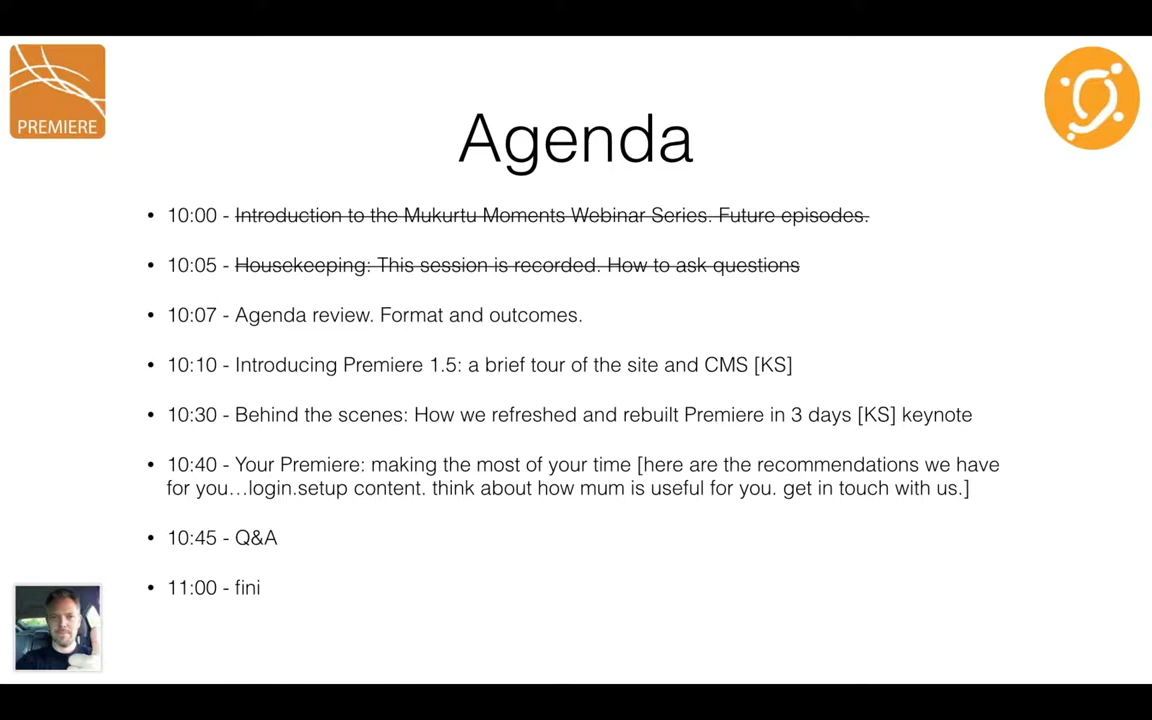 PREMIERE
Agenda
• 10:00 - Introduction to the Mukurtu Moments Webinar Series. Future episodes.
• 10:05 - Housekeeping: This session is recorded. How to ask questions
• 10:07 - Agenda review. Format and outcomes.
• 10:10 - Introducing Premiere 1.5: a brief tour of the site and CMS [KS]
• 10:30 - Behind the scenes: How we refreshed and rebuilt Premiere in 3 days [KS] keynote
• 10:40 - Your Premiere: making the most of your time [here are the recommendations we have
for you…login.setup content. think about how mum is useful for you. get in touch with us.]
• 10:45 - Q&A
• 11:00 - fini